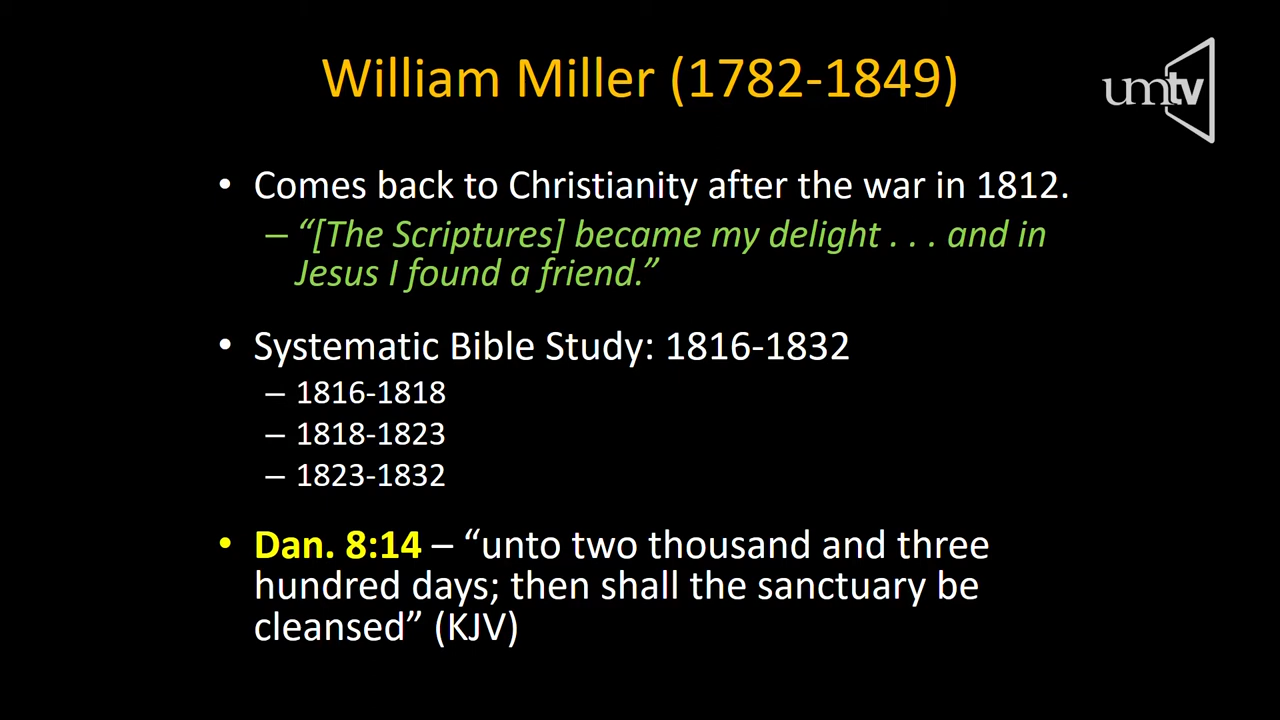 William Miller (1782-1849)
umtv
• Comes back to Christianity after the war in 1812.
– “[The Scriptures] became my delight . . . and in
Jesus I found a friend.”
• Systematic Bible Study: 1816-1832
– 1816-1818
– 1818-1823
– 1823-1832
• Dan. 8:14 – “unto two thousand and three
hundred days; then shall the sanctuary be
cleansed” (KJV)